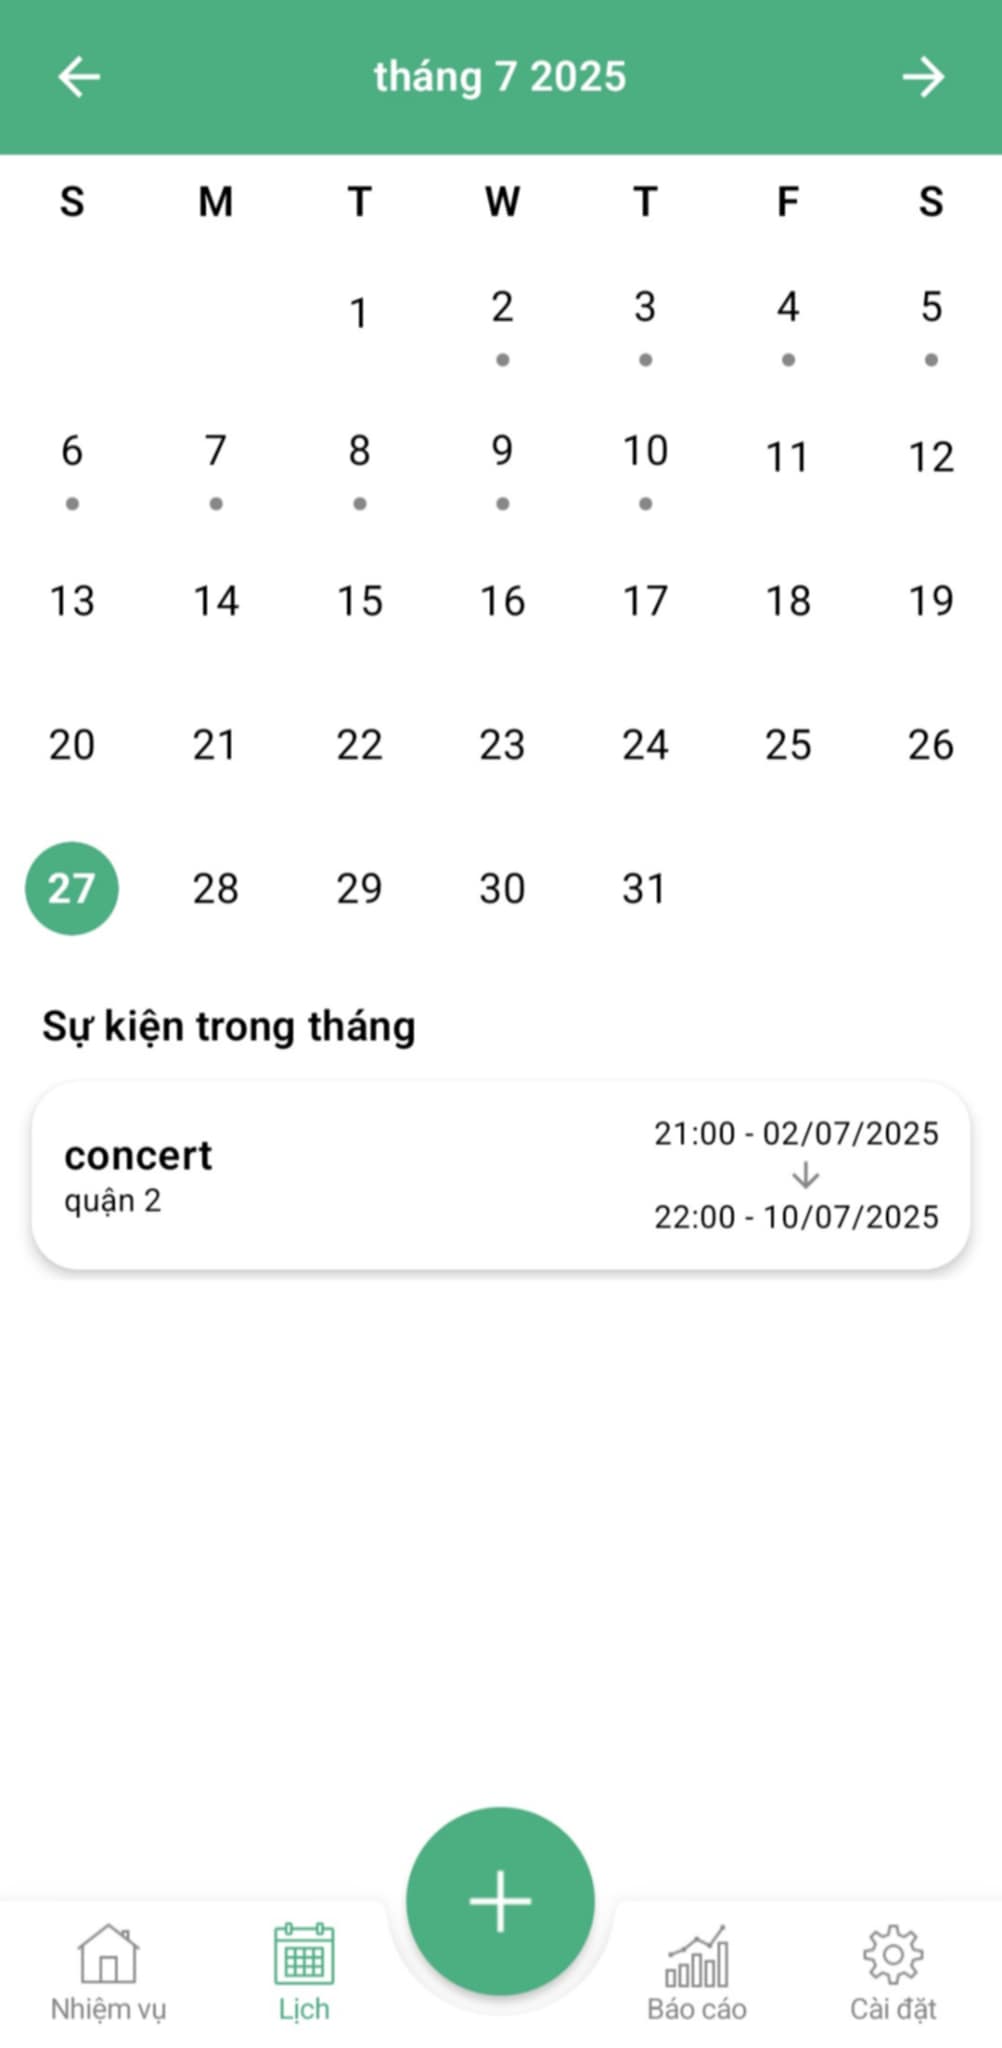 tháng 7 2025
S M T W T F S
1 2 3 4 5
6 7 8 9 10 11 12
13 14 15 16 17 18 19
20 21 22 23 24 25 26
27 28 29 30 31
Sự kiện trong tháng
concert
quận 2
21:00 - 02/07/2025
22:00 - 10/07/2025
Nhiệm vụ
Lịch
Báo cáo
Cài đặt